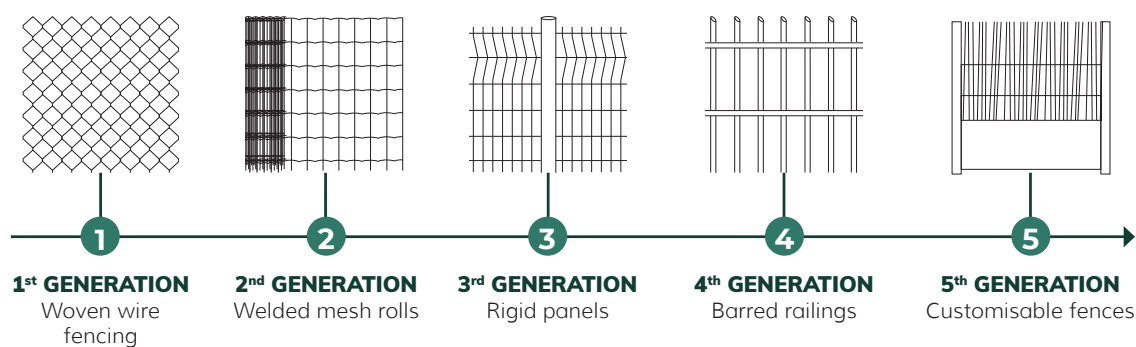 1
2
3
4
5
1st GENERATION
Woven wire
fencing
2nd GENERATION
Welded mesh rolls
3rd GENERATION
Rigid panels
4th GENERATION
Barred railings
5th GENERATION
Customisable fences